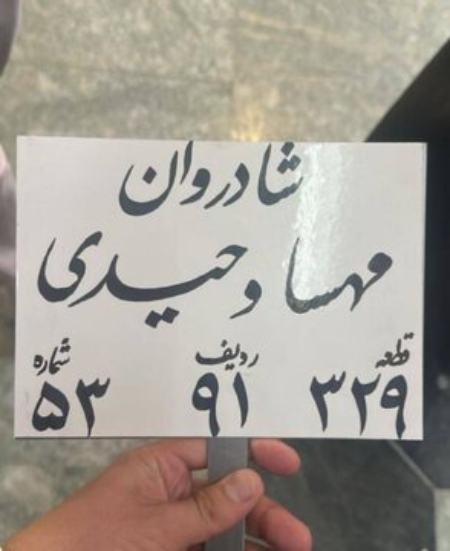 شادروان
مهسا وحیدی
قطعه ردیف شماره
۳۲۹ ۹۱ ۵۳